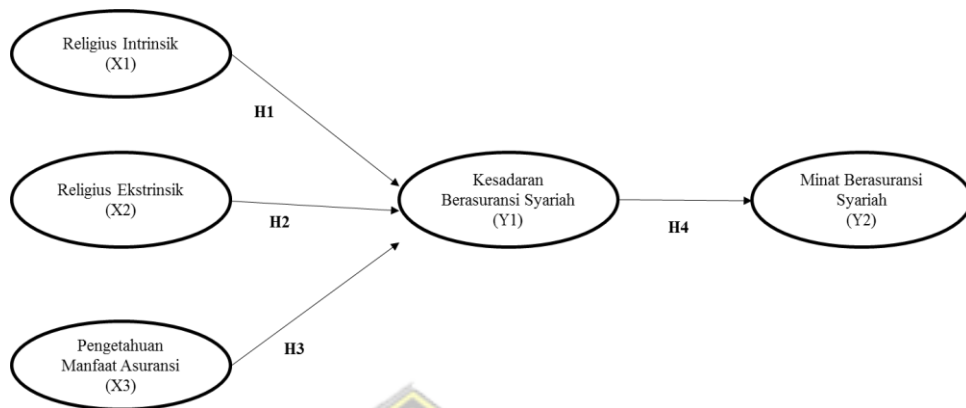 Religius Intrinsik
(X1)
H1
Religius Ekstrinsik
(X2)
H2
Kesadaran
Berasuransi Syariah
(Y1)
H4
Minat Berasuransi
Syariah
(Y2)
H3
Pengetahuan
Manfaat Asuransi
(X3)